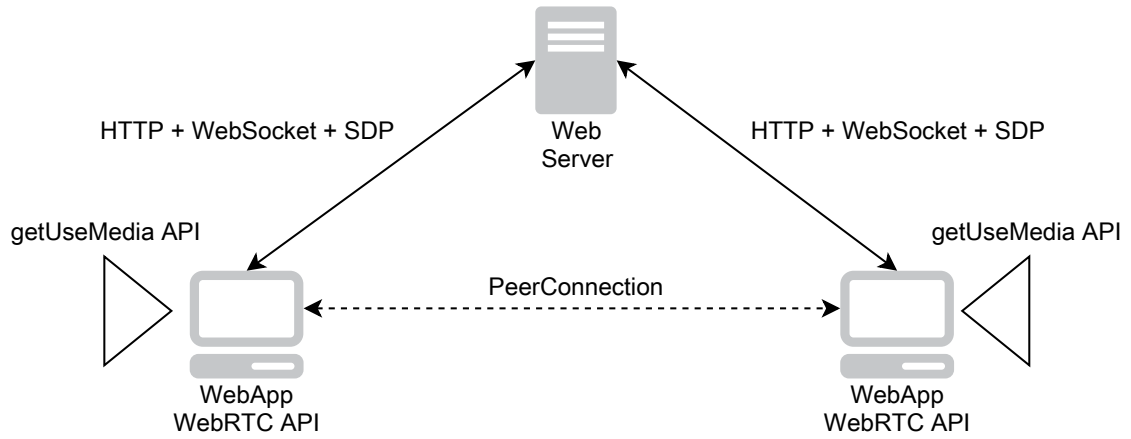 HTTP + WebSocket + SDP
Web
Server
HTTP + WebSocket + SDP
getUseMedia API
getUseMedia API
PeerConnection
WebApp
WebRTC API
WebApp
WebRTC API